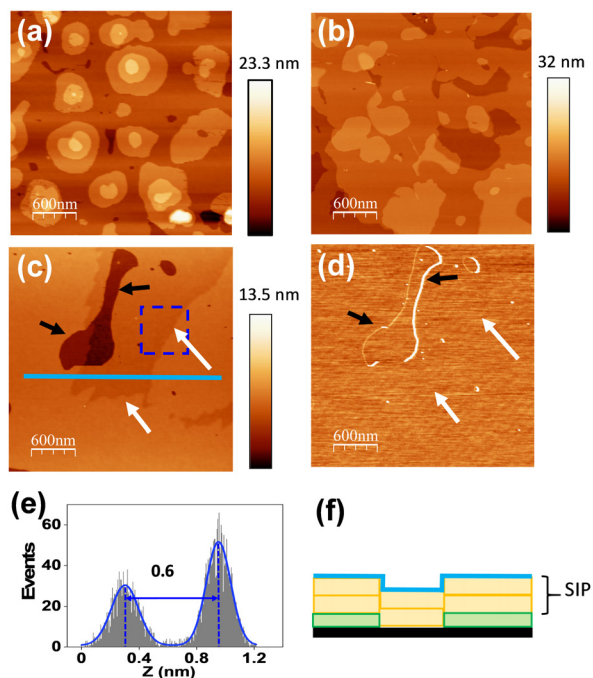 (a)
23.3 nm
600nm
(b)
32 nm
600nm
(c)
13.5 nm
600nm
(d)
600nm
(e)
Events
60
40
20
0
0.6
0 0.4 0.8 1.2
Z (nm)
(f)
SIP